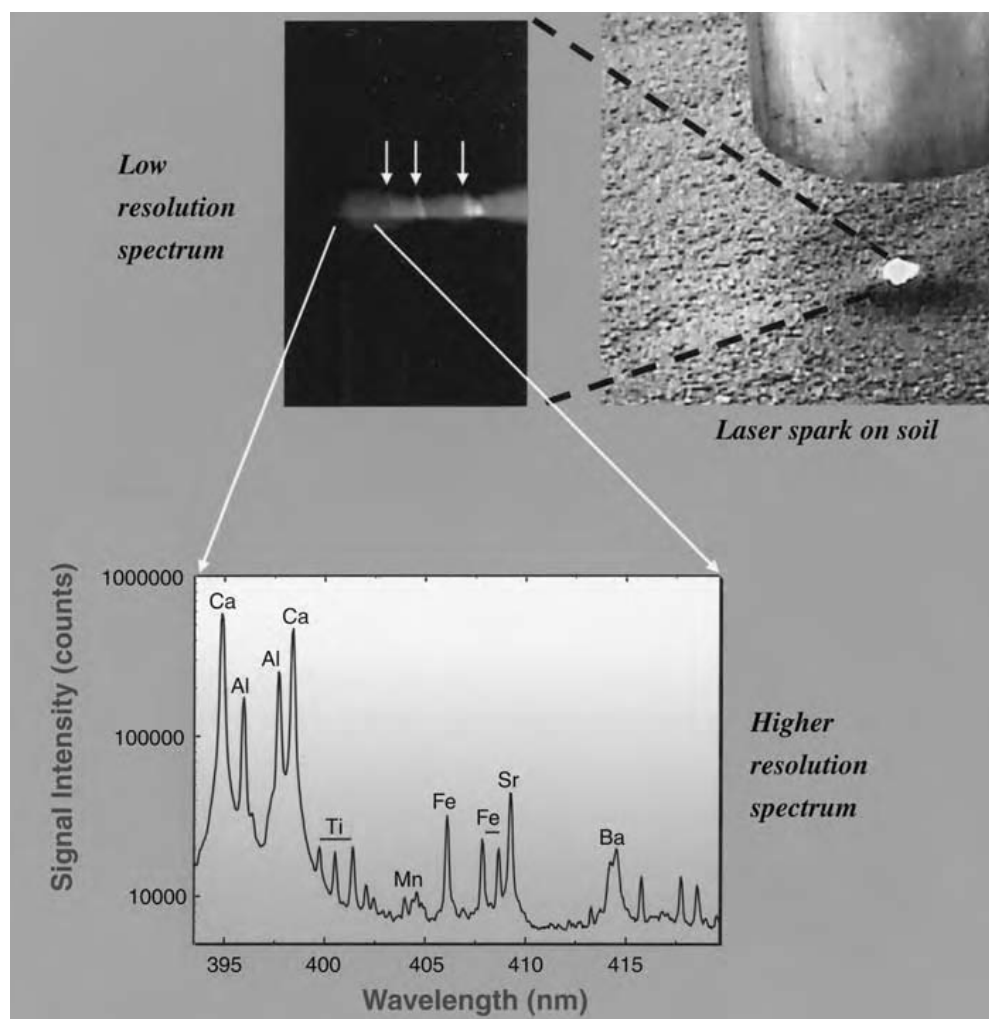 Low
resolution
spectrum
Laser spark on soil
Signal Intensity (counts)
1000000
100000
10000
Ca
Al
Al
Ca
Ti
Mn
Fe
Fe
Sr
Ba
395
400
405
410
415
Wavelength (nm)
Higher
resolution
spectrum